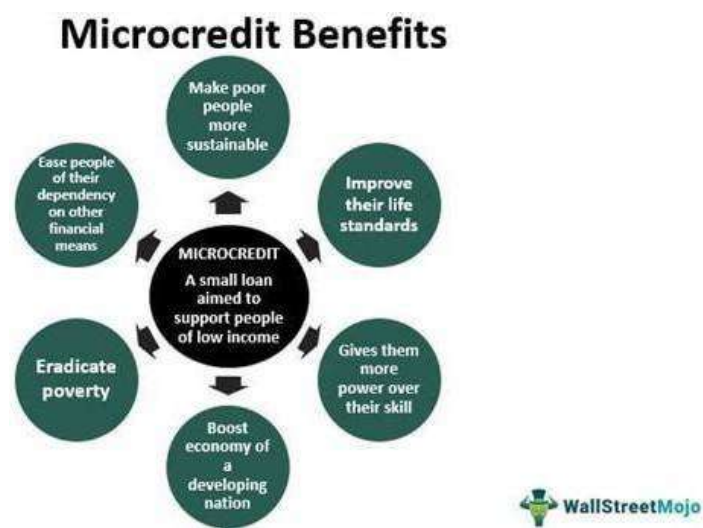 Microcredit Benefits
Make poor
people
more
sustainable
Ease people
of their
dependency
on other
financial
means
Improve
their life
standards
MICROCREDIT
A small loan
aimed to
support people
of low income
Eradicate
poverty
Gives them
more
power over
their skill
Boost
economy of
a
developing
nation
WallStreetMojo